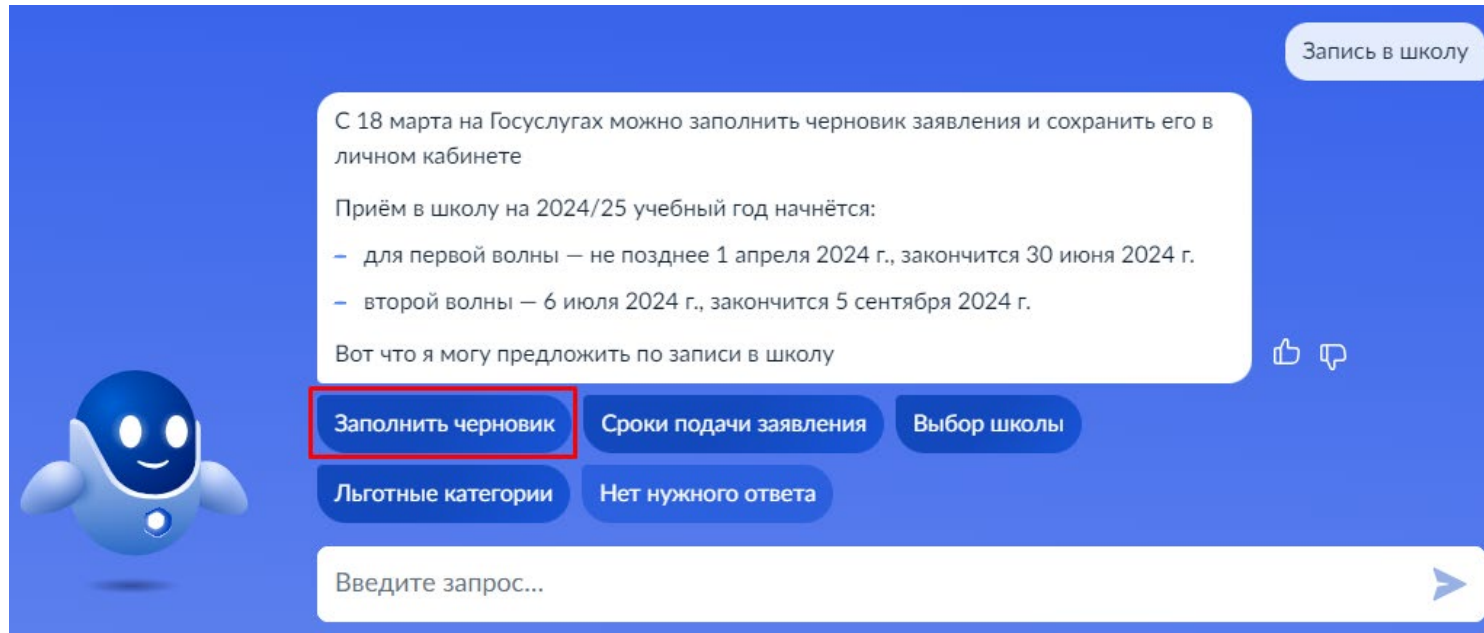 Запись в школу
С 18 марта на Госуслугах можно заполнить черновик заявления и сохранить его в
личном кабинете
Приём в школу на 2024/25 учебный год начнётся:
– для первой волны — не позднее 1 апреля 2024 г., закончится 30 июня 2024 г.
– второй волны — 6 июля 2024 г., закончится 5 сентября 2024 г.
Вот что я могу предложить по записи в школу
Заполнить черновик Сроки подачи заявления Выбор школы
Льготные категории Нет нужного ответа
Введите запрос...